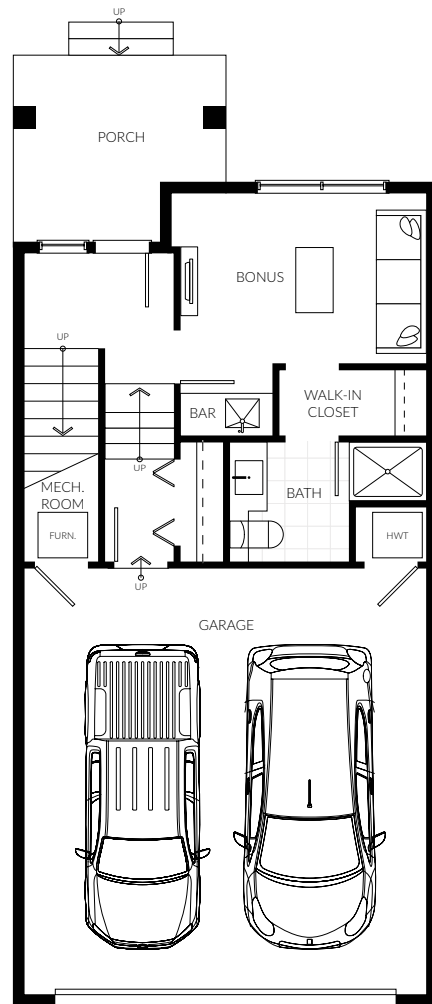 UP
PORCH
BONUS
UP
WALK-IN
CLOSET
BAR
UP
MECH.
ROOM
BATH
FURN.
HWT
UP
GARAGE